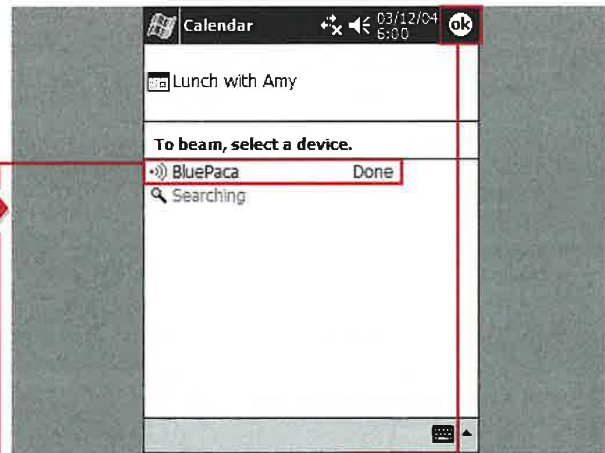 Calendar 03/12/04 ok
6:00
Lunch with Amy
To beam, select a device.
BluePaca Done
Searching